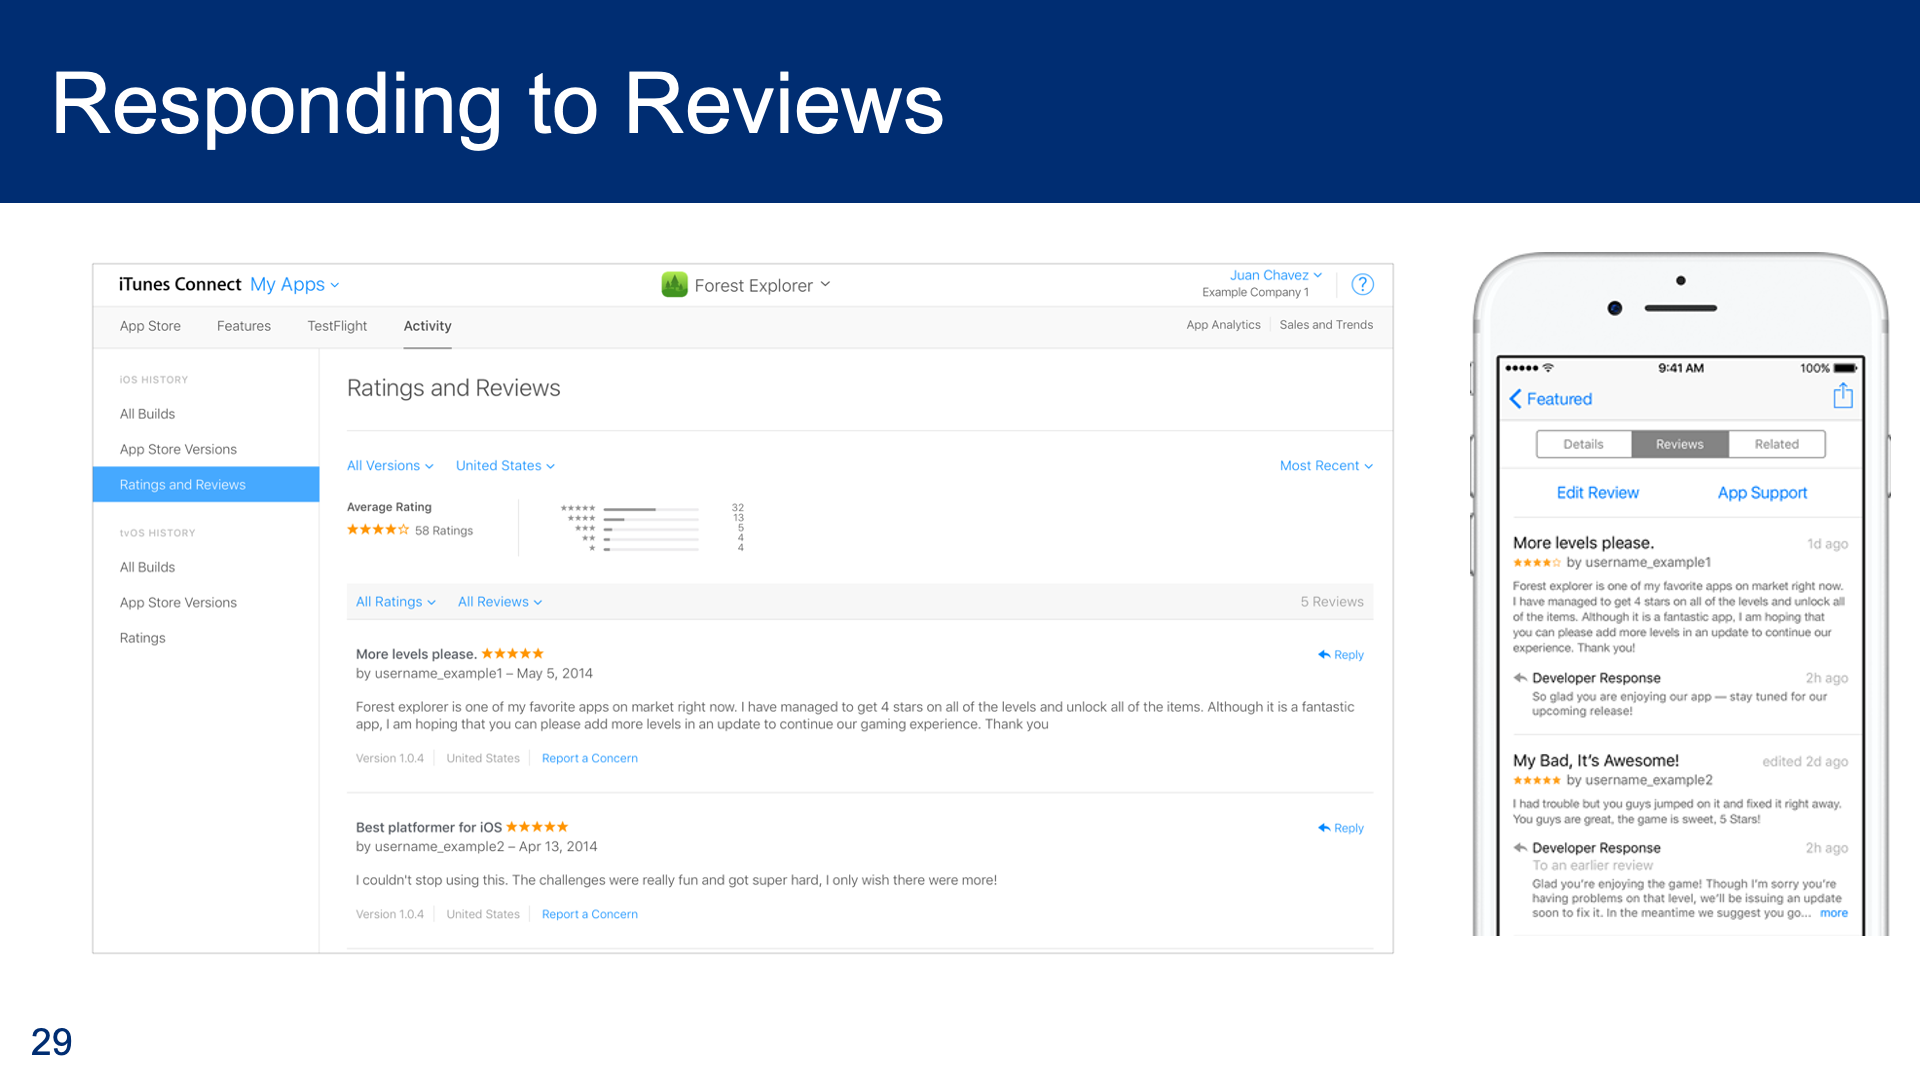 Responding to Reviews
iTunes Connect My Apps
Forest Explorer
Juan Chavez
Example Company 1
?
App Store Features TestFlight Activity
App Analytics Sales and Trends
iOS HISTORY
All Builds
App Store Versions
Ratings and Reviews
tvOS HISTORY
All Builds
App Store Versions
Ratings
Ratings and Reviews
All Versions United States Most Recent
Average Rating
58 Ratings
32
13
5
4
4
All Ratings All Reviews 5 Reviews
More levels please. Reply
by username_example1 – May 5, 2014
Forest explorer is one of my favorite apps on market right now. I have managed to get 4 stars on all of the levels and unlock all of the items. Although it is a fantastic
app, I am hoping that you can please add more levels in an update to continue our gaming experience. Thank you
Version 1.0.4 United States Report a Concern
Best platformer for iOS Reply
by username_example2 – Apr 13, 2014
I couldn't stop using this. The challenges were really fun and got super hard, I only wish there were more!
Version 1.0.4 United States Report a Concern
9:41 AM 100%
Featured
Details Reviews Related
Edit Review App Support
More levels please. 1d ago
by username_example1
Forest explorer is one of my favorite apps on market right now.
I have managed to get 4 stars on all of the levels and unlock all
of the items. Although it is a fantastic app, I am hoping that
you can please add more levels in an update to continue our
experience. Thank you!
Developer Response 2h ago
So glad you are enjoying our app — stay tuned for our
upcoming release!
My Bad, It's Awesome! edited 2d ago
by username_example2
I had trouble but you guys jumped on it and fixed it right away.
You guys are great, the game is sweet, 5 Stars!
Developer Response 2h ago
To an earlier review
Glad you're enjoying the game! Though I'm sorry you're
having problems on that level, we'll be issuing an update
soon to fix it. In the meantime we suggest you go... more
29